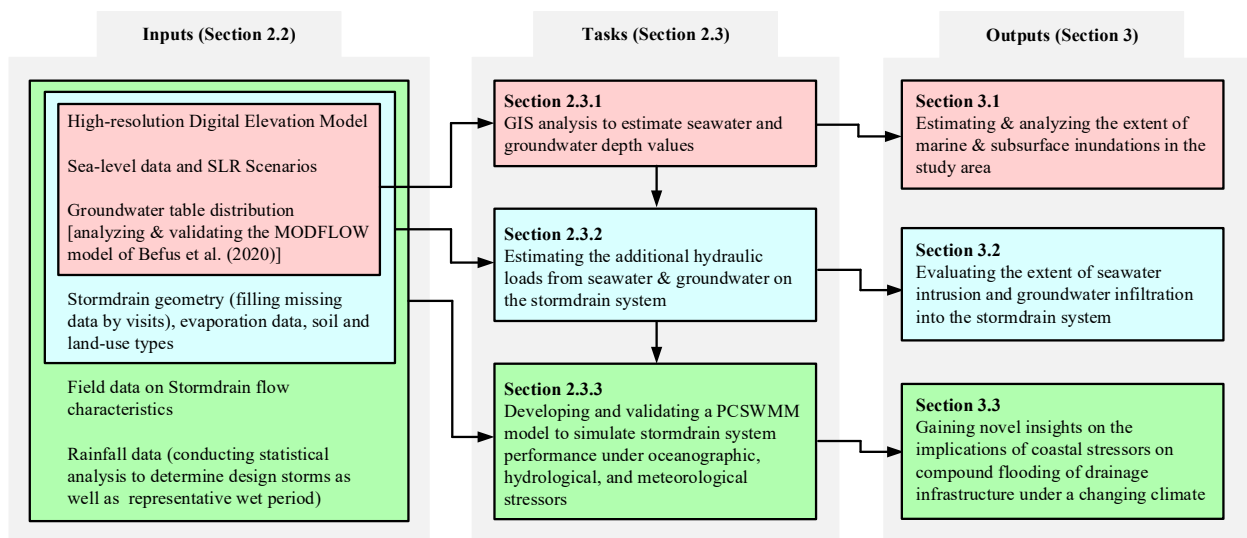 Inputs (Section 2.2)
High-resolution Digital Elevation Model
Sea-level data and SLR Scenarios
Groundwater table distribution
[analyzing & validating the MODFLOW
model of Befus et al. (2020)]
Stormdrain geometry (filling missing
data by visits), evaporation data, soil and
land-use types
Field data on Stormdrain flow
characteristics
Rainfall data (conducting statistical
analysis to determine design storms as
well as representative wet period)
Tasks (Section 2.3)
Section 2.3.1
GIS analysis to estimate seawater and
groundwater depth values
Section 2.3.2
Estimating the additional hydraulic
loads from seawater & groundwater on
the stormdrain system
Section 2.3.3
Developing and validating a PCSWMM
model to simulate stormdrain system
performance under oceanographic,
hydrological, and meteorological
stressors
Outputs (Section 3)
Section 3.1
Estimating & analyzing the extent of
marine & subsurface inundations in the
study area
Section 3.2
Evaluating the extent of seawater
intrusion and groundwater infiltration
into the stormdrain system
Section 3.3
Gaining novel insights on the
implications of coastal stressors on
compound flooding of drainage
infrastructure under a changing climate